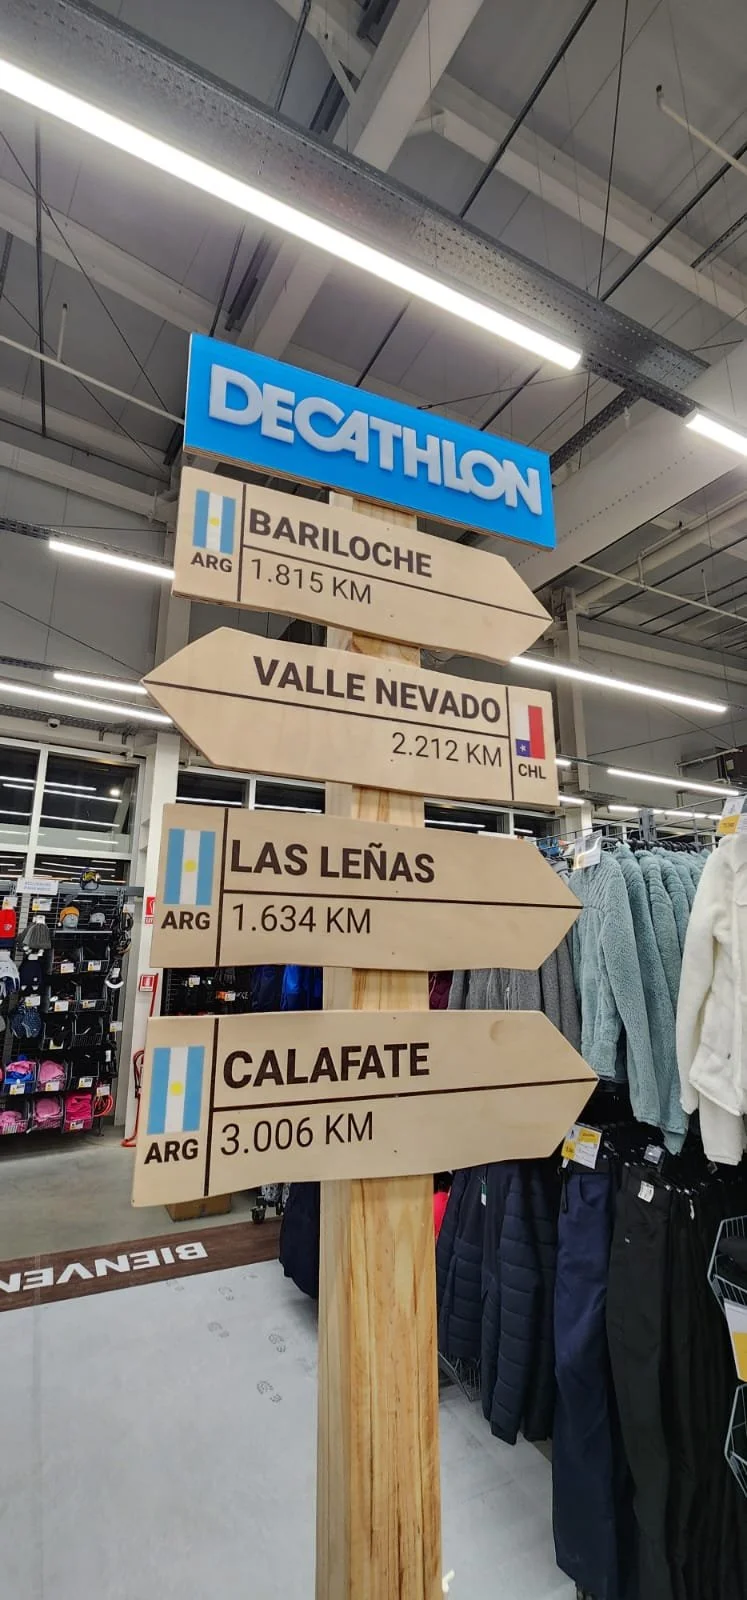 DECATHLON
BARILOCHE
ARG
1.815 KM
VALLE NEVADO
2.212 KM
CHL
LAS LEÑAS
ARG
1.634 KM
CALAFATE
ARG
3.006 KM
BIENVEN